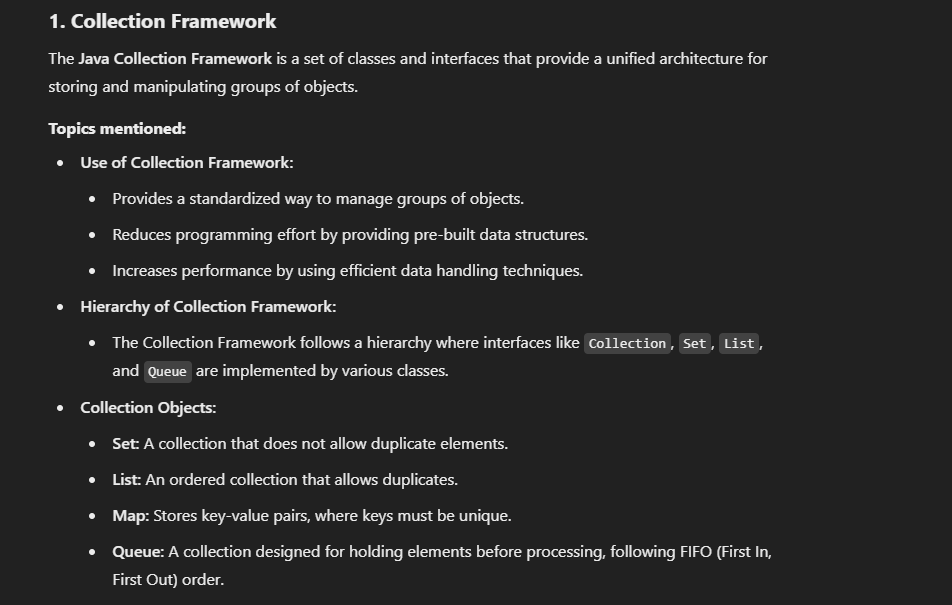 1. Collection Framework
The Java Collection Framework is a set of classes and interfaces that provide a unified architecture for
storing and manipulating groups of objects.
Topics mentioned:
• Use of Collection Framework:
• Provides a standardized way to manage groups of objects.
• Reduces programming effort by providing pre-built data structures.
• Increases performance by using efficient data handling techniques.
• Hierarchy of Collection Framework:
• The Collection Framework follows a hierarchy where interfaces like Collection, Set, List,
and Queue are implemented by various classes.
• Collection Objects:
• Set: A collection that does not allow duplicate elements.
• List: An ordered collection that allows duplicates.
• Map: Stores key-value pairs, where keys must be unique.
• Queue: A collection designed for holding elements before processing, following FIFO (First In,
First Out) order.